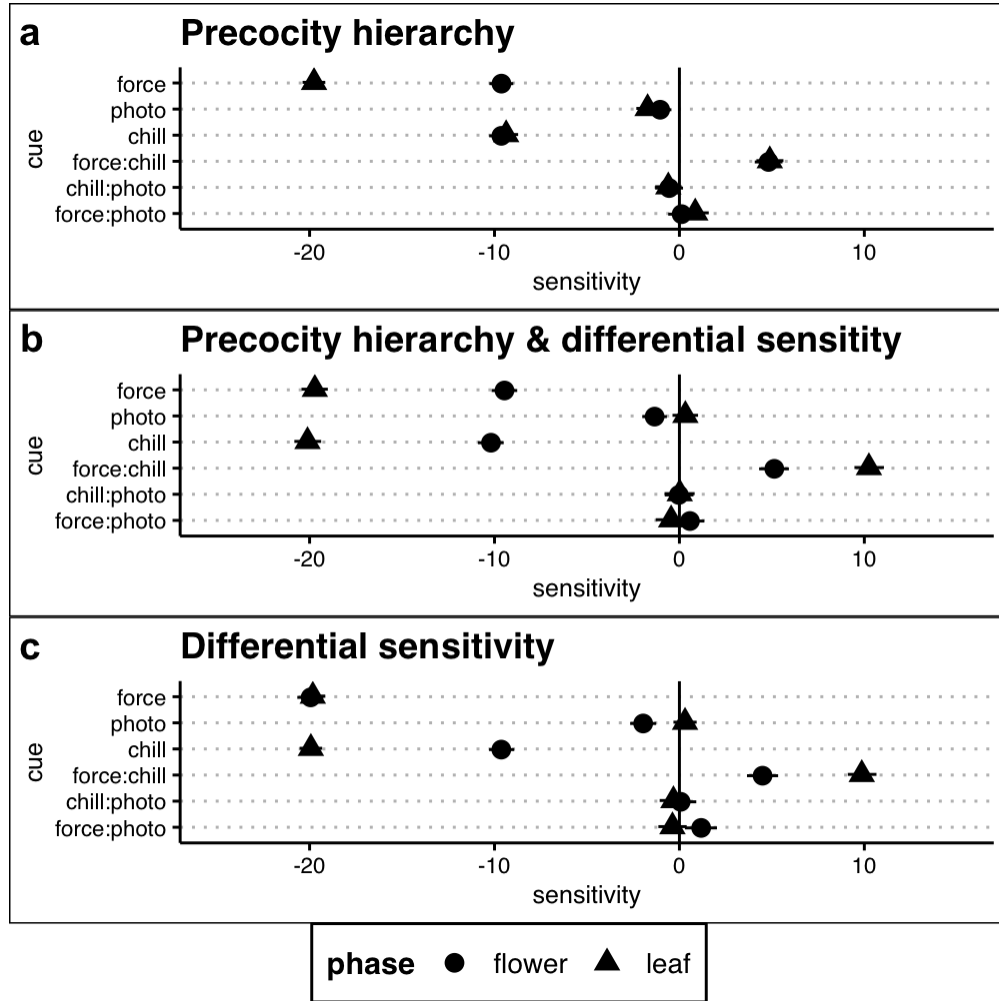 a Precocity hierarchy
force
photo
chill
force:chill
chill:photo
force:photo
cue
-20 -10 0 10
sensitivity
b Precocity hierarchy & differential sensitity
force
photo
chill
force:chill
chill:photo
force:photo
cue
-20 -10 0 10
sensitivity
c Differential sensitivity
force
photo
chill
force:chill
chill:photo
force:photo
cue
-20 -10 0 10
sensitivity
phase flower leaf